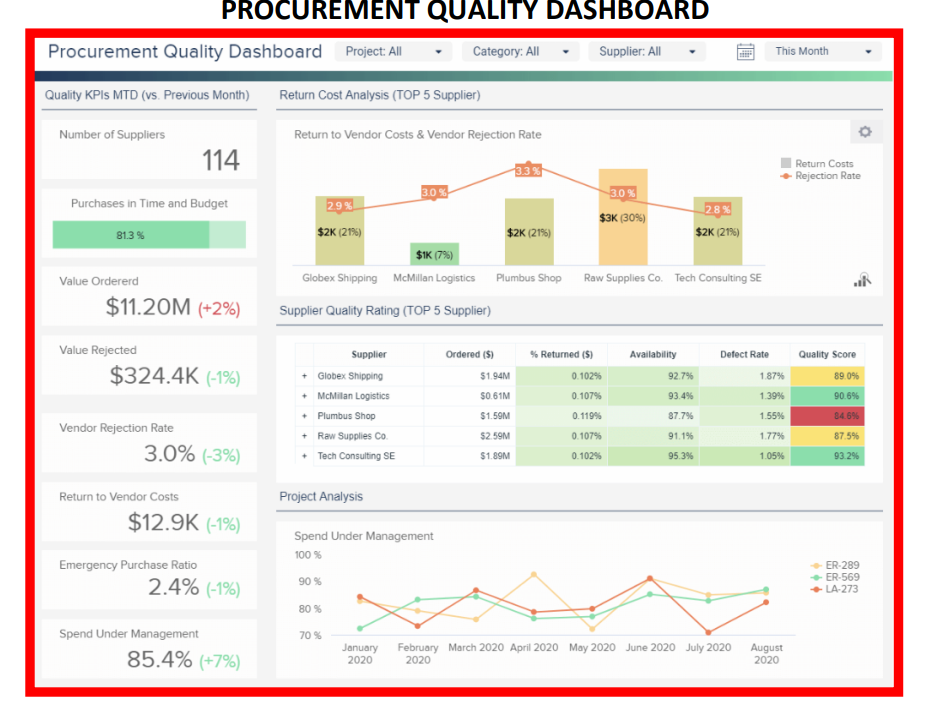 PROCUREMENT QUALITY DASHBOARD
Procurement Quality Dashboard Project: All Category: All Supplier: All This Month
Quality KPIs MTD (vs. Previous Month)
Number of Suppliers
114
Purchases in Time and Budget
81.3 %
Value Ordererd
$11.20M (+2%)
Value Rejected
$324.4K (-1%)
Vendor Rejection Rate
3.0% (-3%)
Return to Vendor Costs
$12.9K (-1%)
Emergency Purchase Ratio
2.4% (-1%)
Spend Under Management
85.4% (+7%)
Return Cost Analysis (TOP 5 Supplier)
Return to Vendor Costs & Vendor Rejection Rate
Return Costs
Rejection Rate
2.9 % 3.0 % 3.3 % 3.0 % 2.8 %
$2K (21%) $1K (7%) $2K (21%) $3K (30%) $2K (21%)
Globex Shipping McMillan Logistics Plumbus Shop Raw Supplies Co. Tech Consulting SE
Supplier Quality Rating (TOP 5 Supplier)
Supplier Ordered ($) % Returned ($) Availability Defect Rate Quality Score
+ Globex Shipping $1.94M 0.102% 92.7% 1.87% 89.0%
+ McMillan Logistics $0.61M 0.107% 93.4% 1.39% 90.6%
+ Plumbus Shop $1.59M 0.119% 87.7% 1.55% 84.6%
+ Raw Supplies Co. $2.59M 0.107% 91.1% 1.77% 87.5%
+ Tech Consulting SE $1.89M 0.102% 95.3% 1.05% 93.2%
Project Analysis
Spend Under Management
100 %
90 %
80 %
70 %
ER-289
ER-569
LA-273
January 2020 February 2020 March 2020 April 2020 May 2020 June 2020 July 2020 August 2020